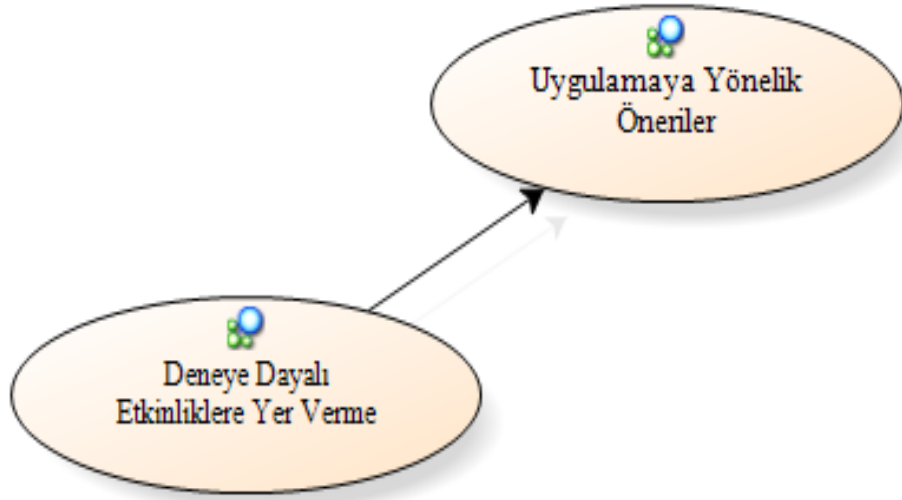 Uygulamaya Yönelik
Öneriler
Deneye Dayalı
Etkinliklere Yer Verme